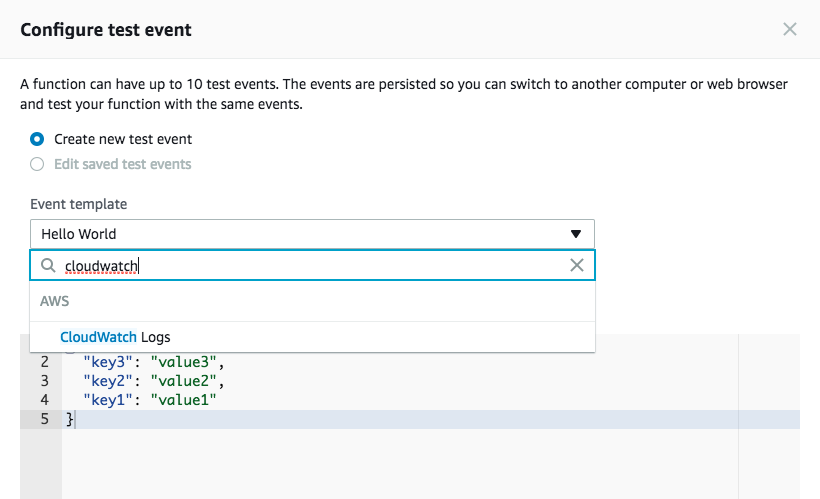 Configure test event
A function can have up to 10 test events. The events are persisted so you can switch to another computer or web browser
and test your function with the same events.
Create new test event
Edit saved test events
Event template
Hello World
cloudwatch
AWS
CloudWatch Logs
2 "key3": "value3",
3 "key2": "value2",
4 "key1": "value1"
5 }